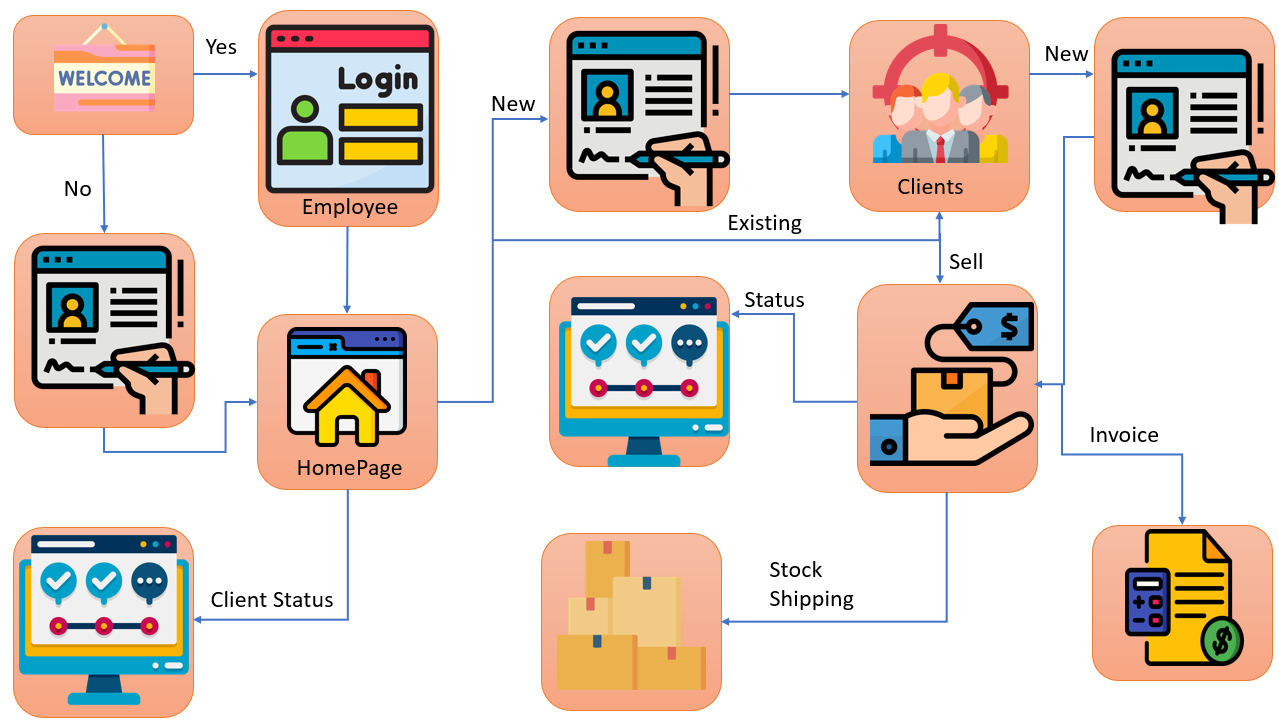 WELCOME
Yes
Login
Employee
No
New
Clients
New
Existing
Sell
Status
$
HomePage
Invoice
Client Status
Stock
Shipping
$